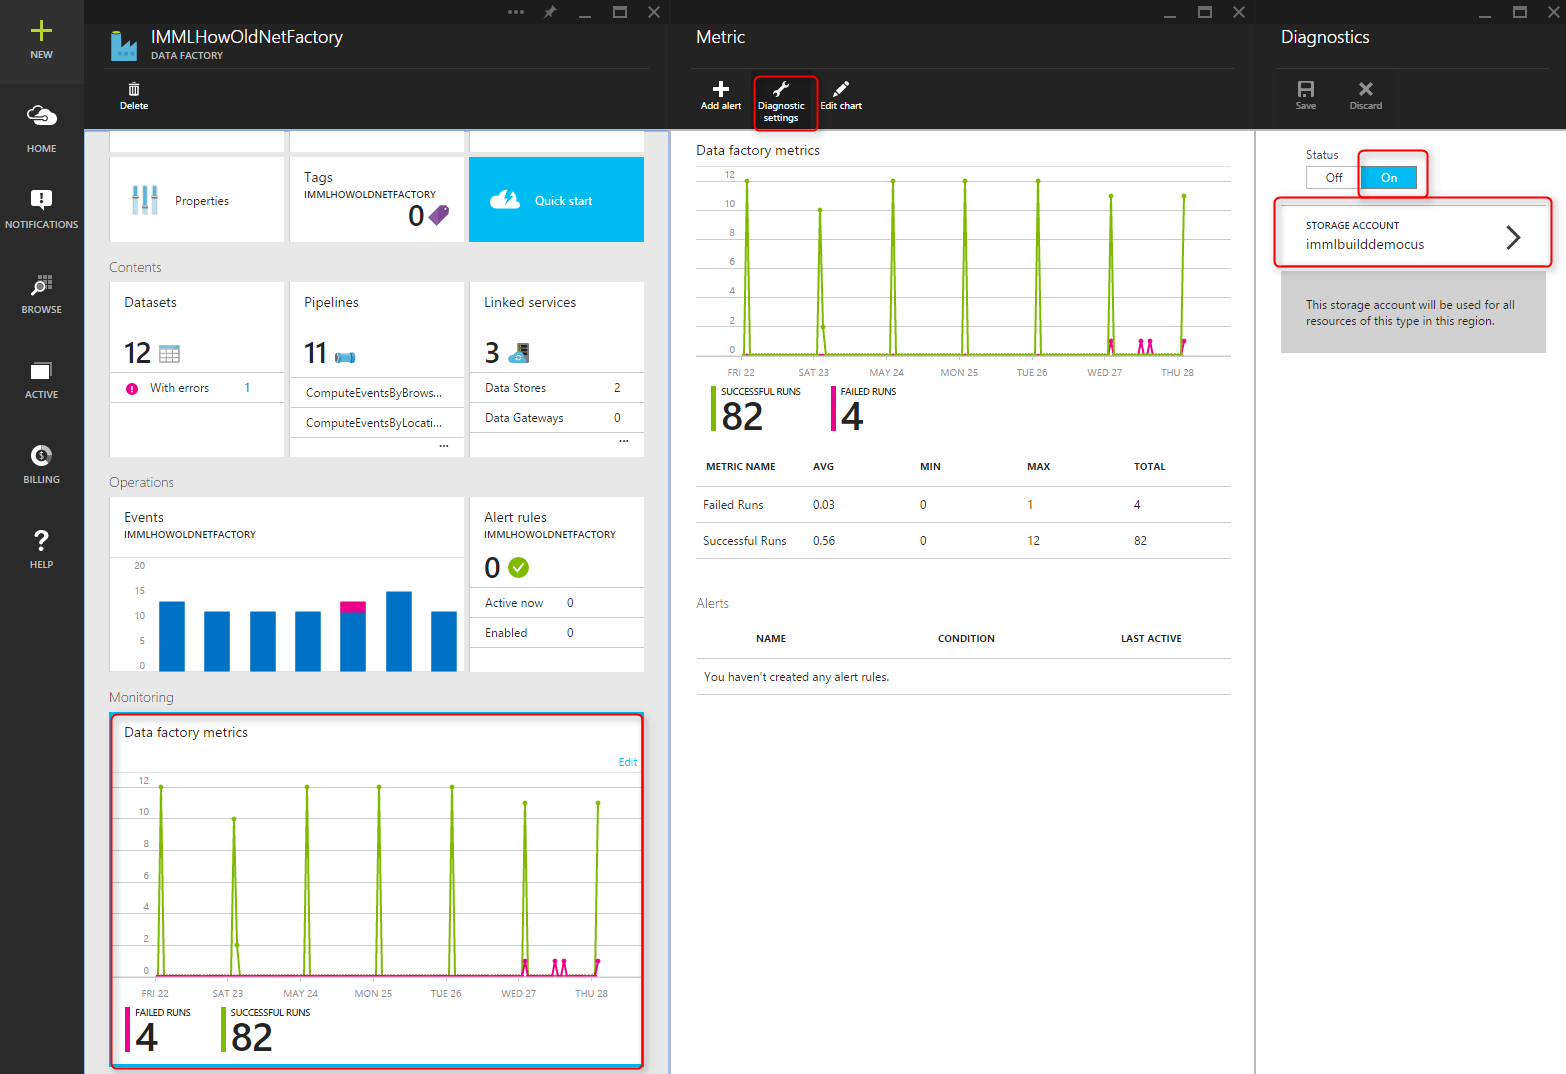 NEW
HOME
NOTIFICATIONS
BROWSE
ACTIVE
BILLING
HELP
IMMLHowOldNetFactory
DATA FACTORY
Delete
Properties
Tags
IMMLHOWOLDNETFACTORY
0
Quick start
Contents
Datasets
12
With errors 1
Pipelines
11
ComputeEventsByBrows...
ComputeEventsByLocati...
...
Linked services
3
Data Stores 2
Data Gateways 0
...
Operations
Events
IMMLHOWOLDNETFACTORY
20
15
10
5
0
Alert rules
IMMLHOWOLDNETFACTORY
0
Active now 0
Enabled 0
Monitoring
Data factory metrics
Edit
12
10
8
6
4
2
0
FRI 22 SAT 23 MAY 24 MON 25 TUE 26 WED 27 THU 28
FAILED RUNS
4
SUCCESSFUL RUNS
82
Metric
Add alert
Diagnostic
settings
Edit chart
Data factory metrics
12
10
8
6
4
2
0
FRI 22 SAT 23 MAY 24 MON 25 TUE 26 WED 27 THU 28
SUCCESSFUL RUNS
82
FAILED RUNS
4
METRIC NAME AVG MIN MAX TOTAL
Failed Runs 0.03 0 1 4
Successful Runs 0.56 0 12 82
Alerts
NAME CONDITION LAST ACTIVE
You haven't created any alert rules.
Diagnostics
Save
Discard
Status
Off On
STORAGE ACCOUNT
immlbuilddemocus
This storage account will be used for all
resources of this type in this region.